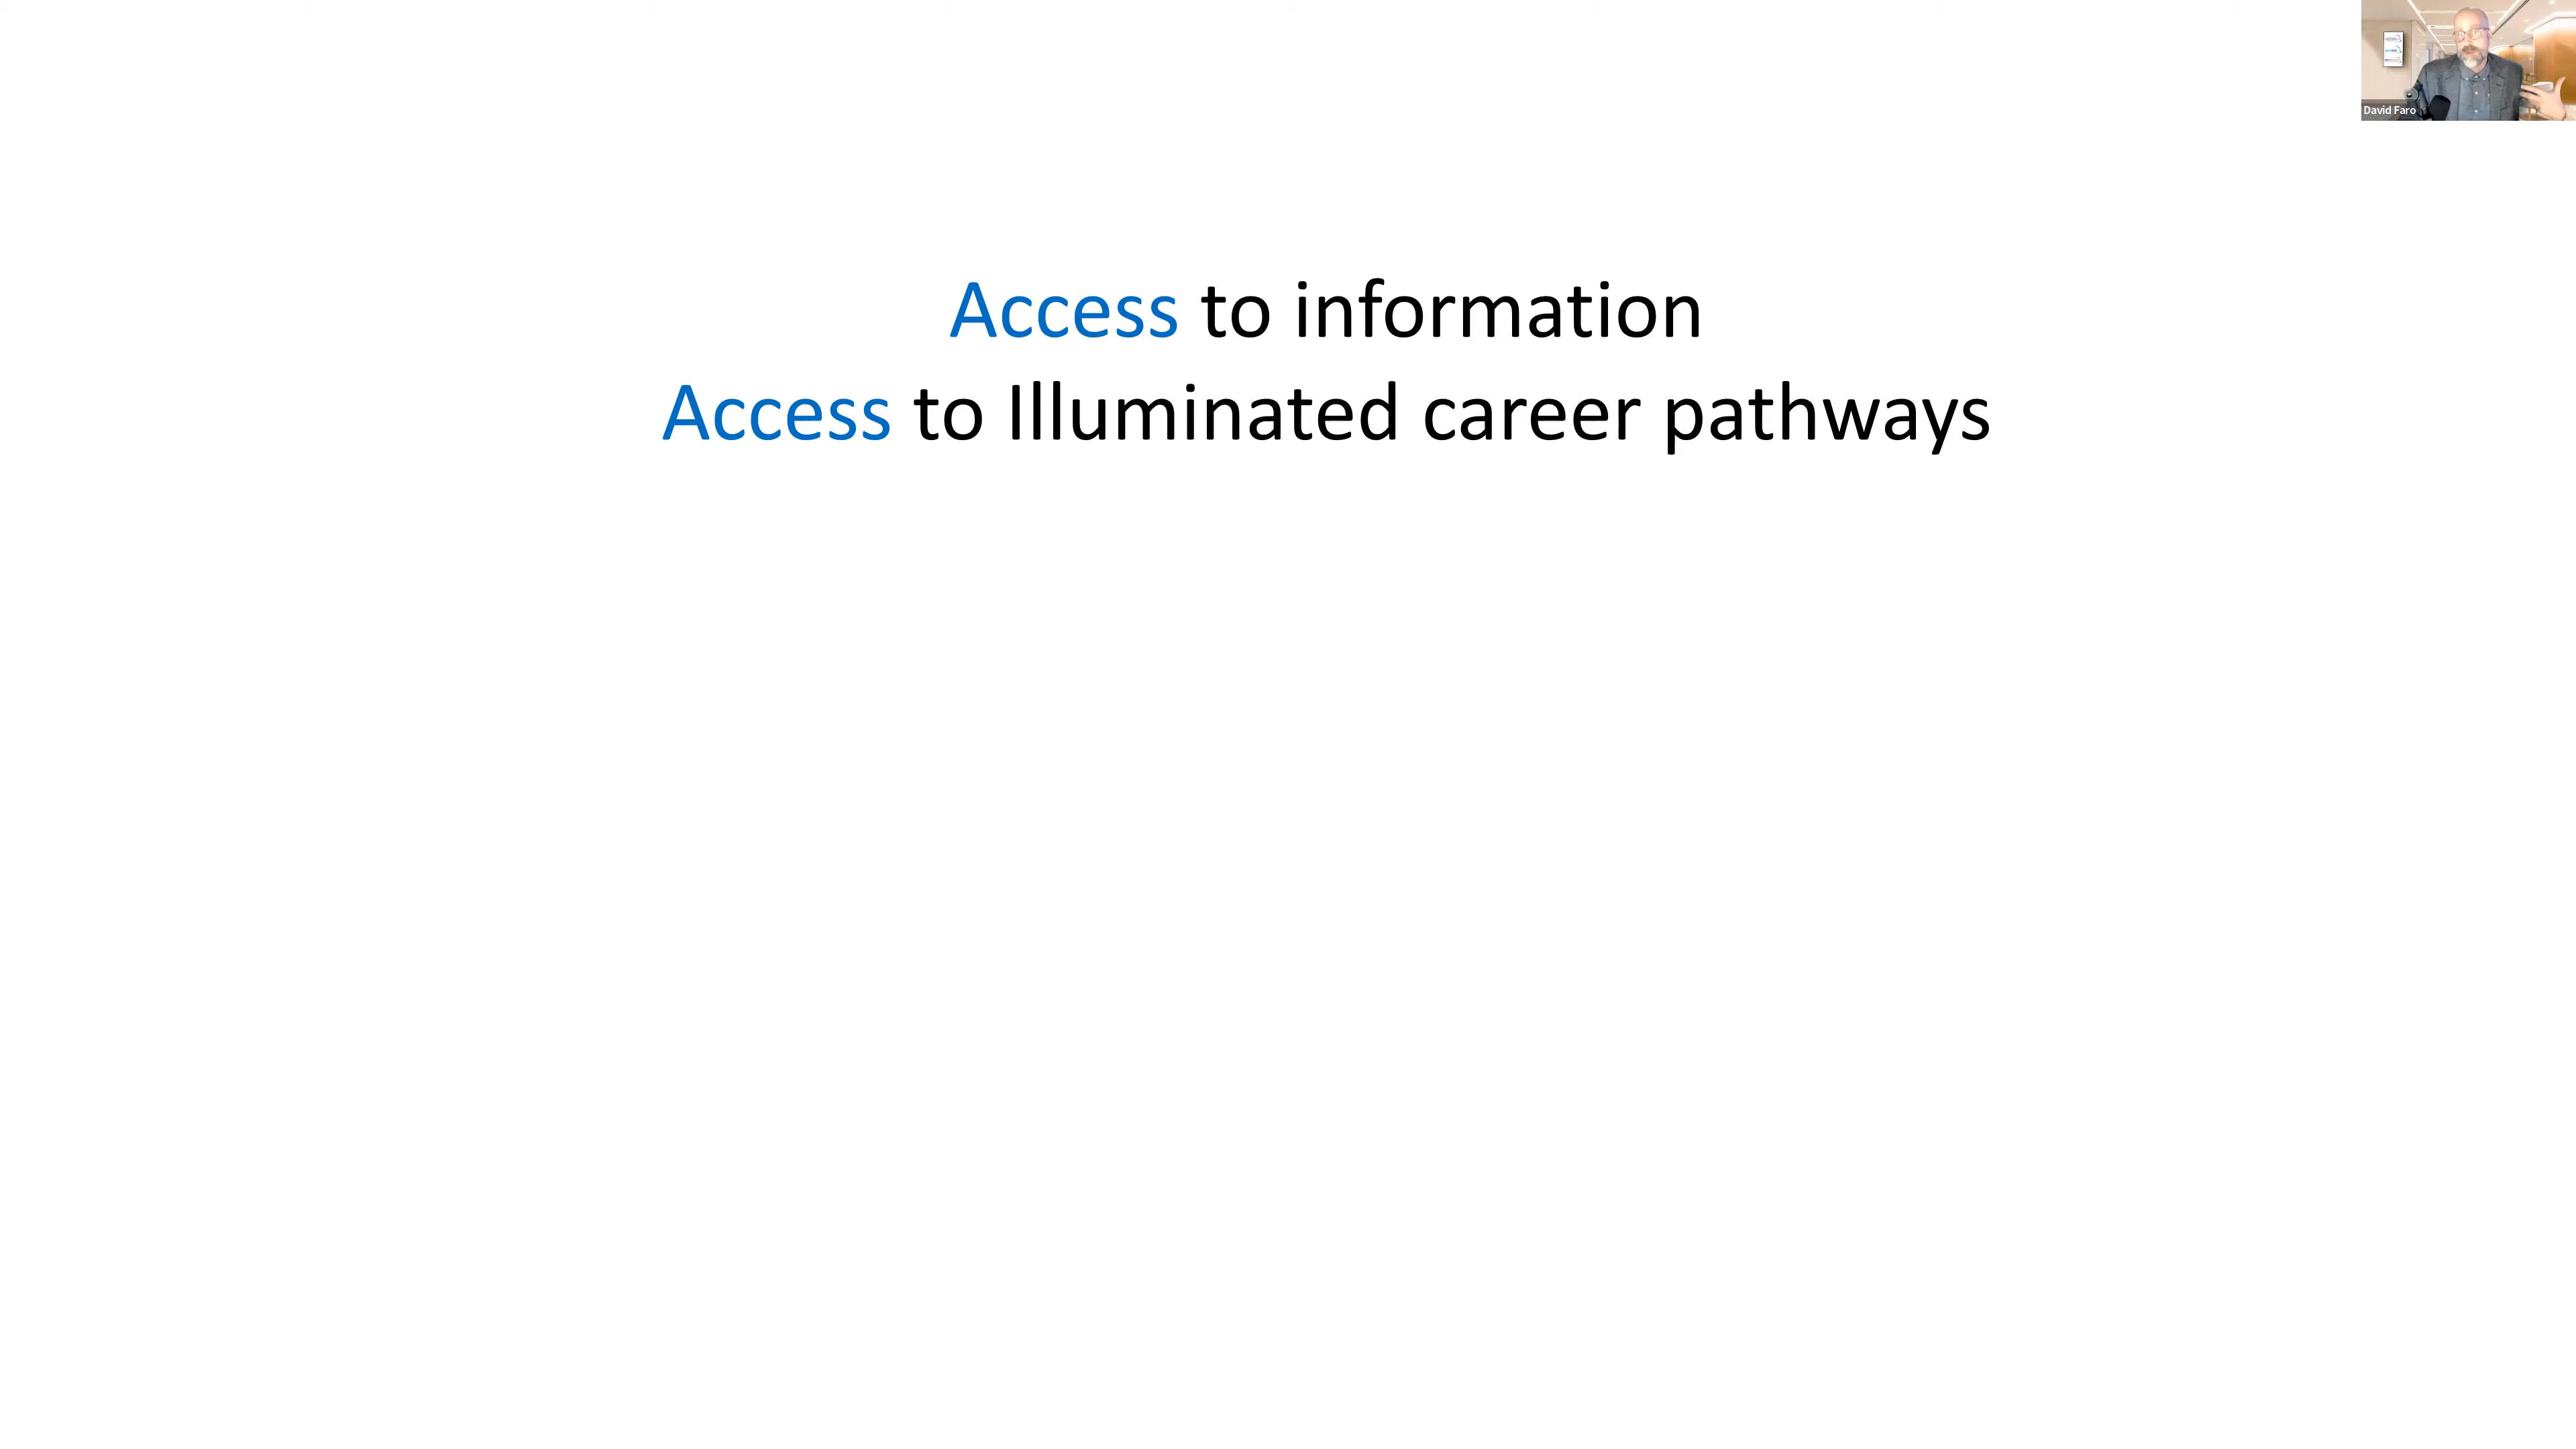 David Faro
Access to information
Access to Illuminated career pathways